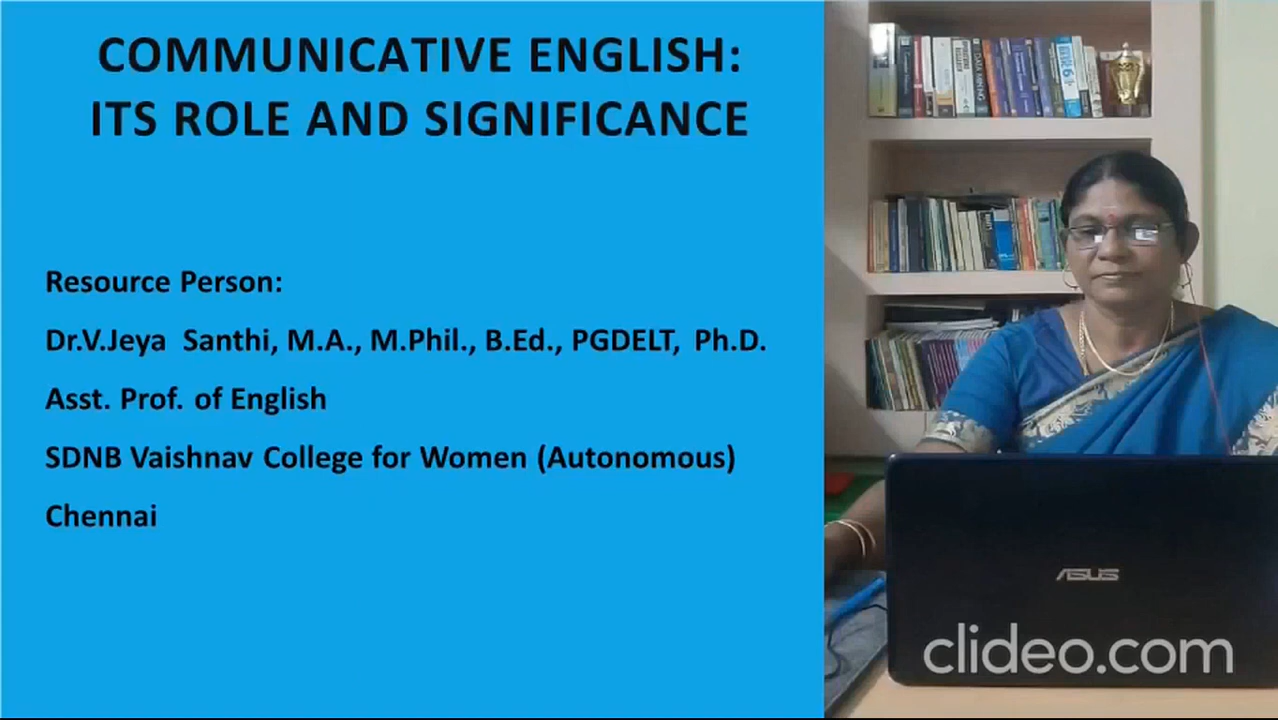 COMMUNICATIVE ENGLISH:
ITS ROLE AND SIGNIFICANCE
Resource Person:
Dr.V.Jeya Santhi, M.A., M.Phil., B.Ed., PGDELT, Ph.D.
Asst. Prof. of English
SDNB Vaishnav College for Women (Autonomous)
Chennai
ASUS
clideo.com